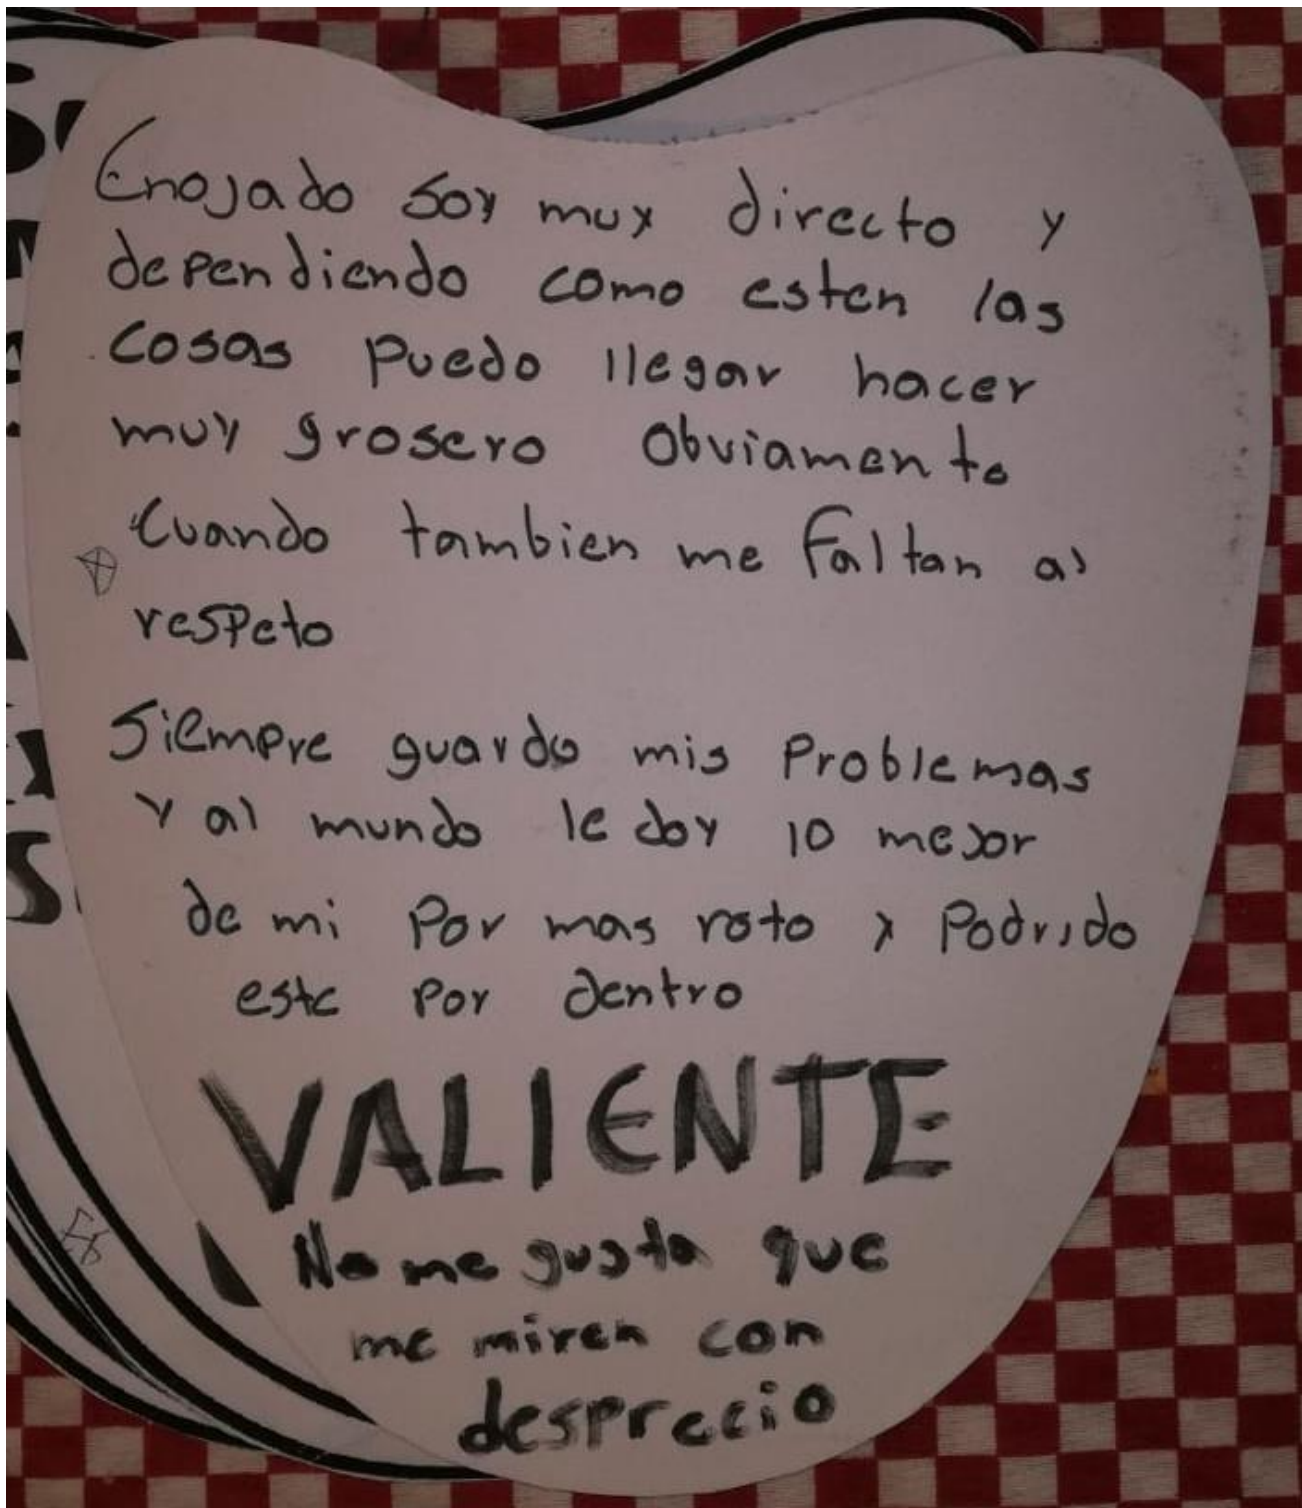 Enojado soy muy directo y
dependiendo como esten las
cosas puedo llegar hacer
muy grosero Obviamente
Cuando tambien me faltan al
respeto
Siempre guardo mis Problemas
y al mundo le doy lo mejor
de mi Por mas roto y Podrido
este por dentro
VALIENTE
No me gusta que
me miren con
desprecio